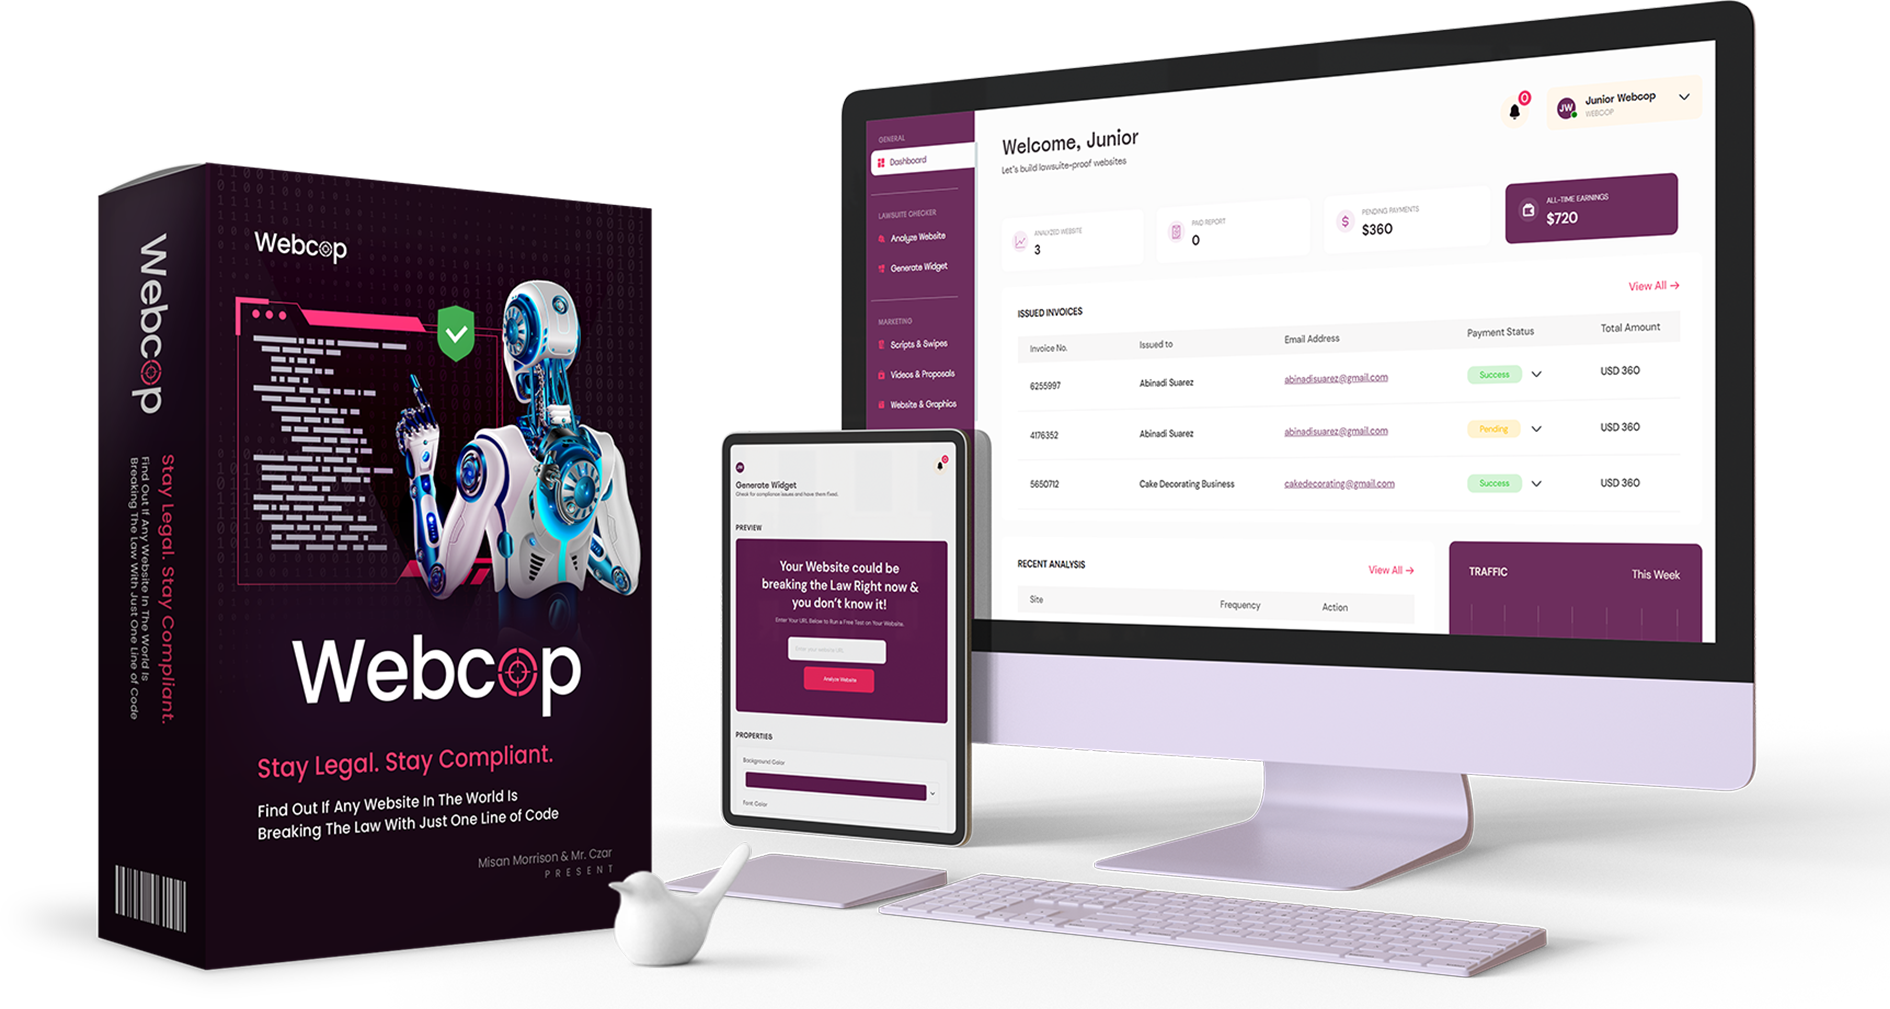 Webcop
Stay Legal. Stay Compliant.
Find Out If Any Website In The World Is
Breaking The Law With Just One Line of Code
Webcop
Webcop
Stay Legal. Stay Compliant.
Find Out If Any Website In The World Is
Breaking The Law With Just One Line of Code
Misan Morrison & Mr. Czar
PRESENT
JW
0
Generate Widget
Check for compliance issues and have them fixed.
PREVIEW
Your Website could be
breaking the Law Right now &
you don't know it!
Enter Your URL Below to Run a Free Test on Your Website.
Enter your website URL
Analyze Website
PROPERTIES
Background Color
Font Color
GENERAL
Dashboard
LAWSUITE CHECKER
Analyze Website
Generate Widget
MARKETING
Scripts & Swipes
Videos & Proposals
Website & Graphics
Welcome, Junior
Let's build lawsuite-proof websites
0
JW
Junior Webcop
WEBCOP
ANALYZED WEBSITE
3
PAID REPORT
0
PENDING PAYMENTS
$360
ALL-TIME EARNINGS
$720
View All →
ISSUED INVOICES
Invoice No. Issued to Email Address Payment Status Total Amount
6255997 Abinadi Suarez abinadisuarez@gmail.com Success USD 360
4176352 Abinadi Suarez abinadisuarez@gmail.com Pending USD 360
5650712 Cake Decorating Business cakedecorating@gmail.com Success USD 360
RECENT ANALYSIS View All →
Site Frequency Action
TRAFFIC This Week